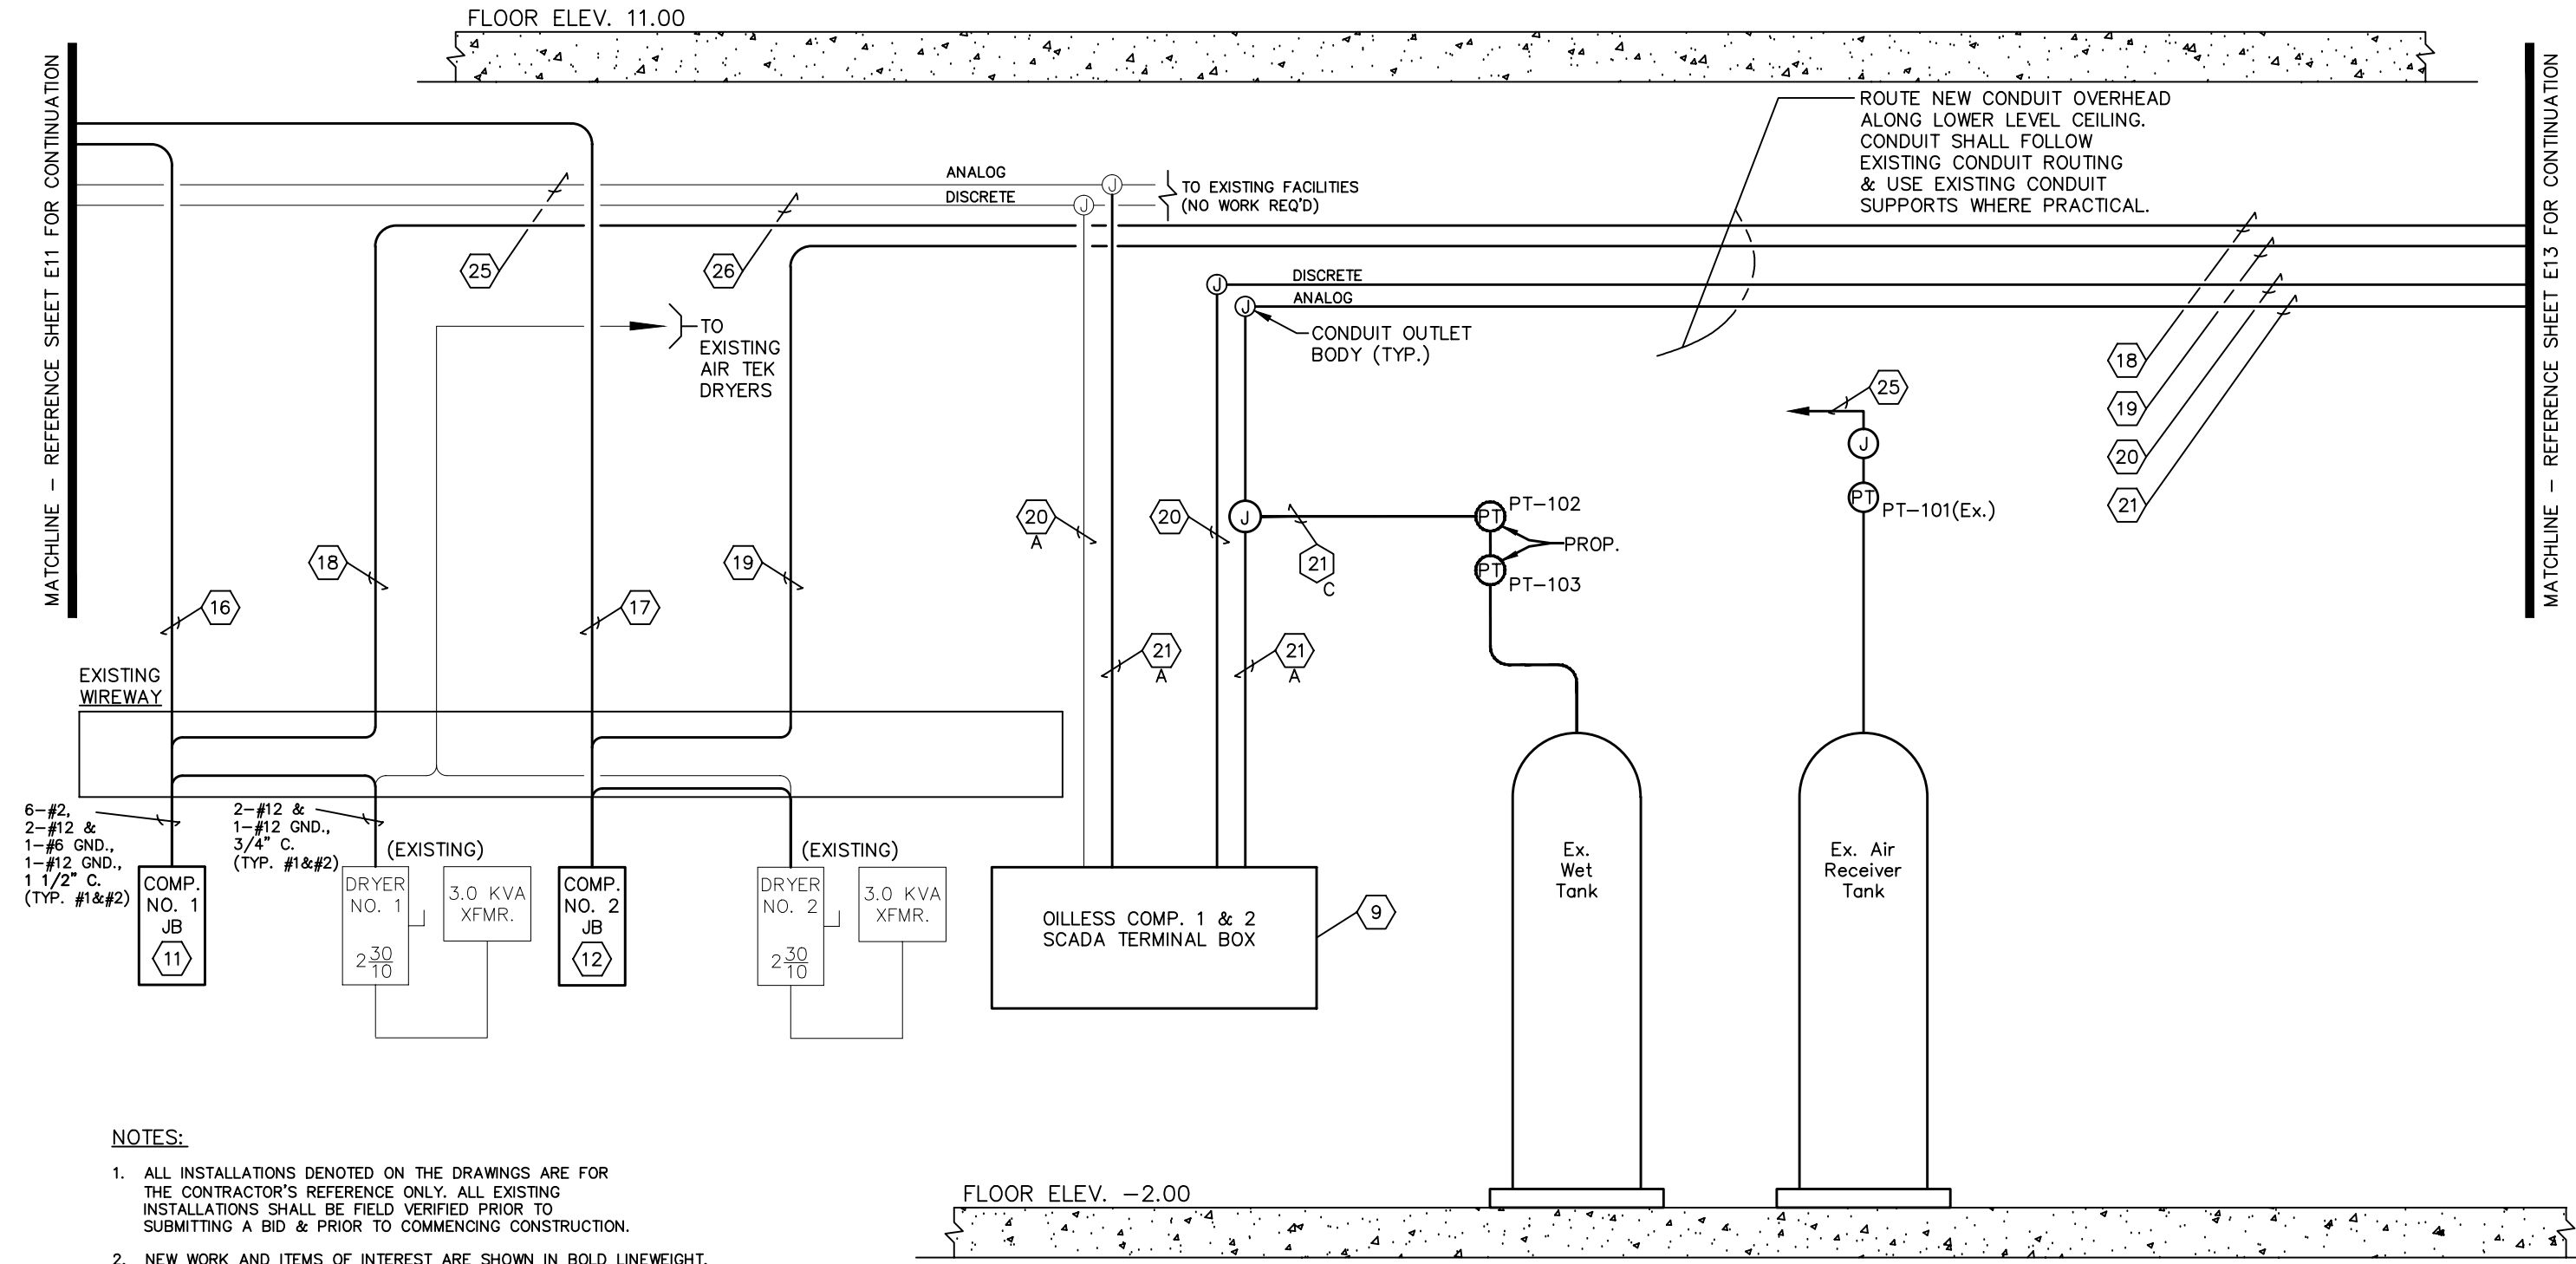 FLOOR ELEV. 11.00
MATCHLINE - REFERENCE SHEET E11 FOR CONTINUATION
MATCHLINE - REFERENCE SHEET E13 FOR CONTINUATION
ROUTE NEW CONDUIT OVERHEAD
ALONG LOWER LEVEL CEILING.
CONDUIT SHALL FOLLOW
EXISTING CONDUIT ROUTING
& USE EXISTING CONDUIT
SUPPORTS WHERE PRACTICAL.
ANALOG
DISCRETE
J
J
TO EXISTING FACILITIES
(NO WORK REQ'D)
25
26
J
DISCRETE
J
ANALOG
CONDUIT OUTLET
BODY (TYP.)
TO
EXISTING
AIR TEK
DRYERS
18
19
20
21
25
J
PT
PT-101(Ex.)
20
A
20
J
21
C
PT
PT-102
PROP.
PT
PT-103
18
19
16
17
21
A
21
A
EXISTING
WIREWAY
6-#2,
2-#12 &
1-#6 GND.,
1-#12 GND.,
1 1/2" C.
(TYP. #1&#2)
2-#12 &
1-#12 GND.,
3/4" C.
(TYP. #1&#2)
(EXISTING)
(EXISTING)
COMP.
NO. 1
JB
11
DRYER
NO. 1
2 30/10
3.0 KVA
XFMR.
COMP.
NO. 2
JB
12
DRYER
NO. 2
2 30/10
3.0 KVA
XFMR.
OILLESS COMP. 1 & 2
SCADA TERMINAL BOX
9
Ex.
Wet
Tank
Ex. Air
Receiver
Tank
NOTES:
1. ALL INSTALLATIONS DENOTED ON THE DRAWINGS ARE FOR
THE CONTRACTOR'S REFERENCE ONLY. ALL EXISTING
INSTALLATIONS SHALL BE FIELD VERIFIED PRIOR TO
SUBMITTING A BID & PRIOR TO COMMENCING CONSTRUCTION.
2. NEW WORK AND ITEMS OF INTEREST ARE SHOWN IN BOLD LINEWEIGHT.
FLOOR ELEV. -2.00